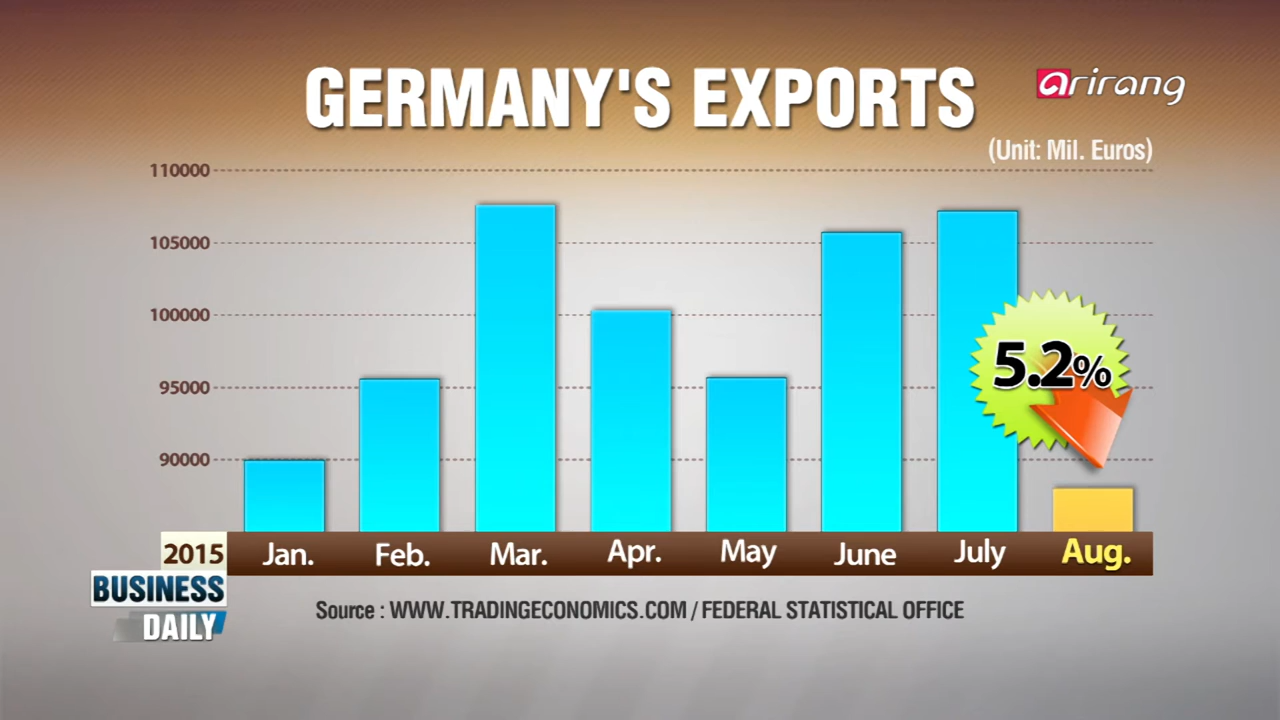 GERMANY'S EXPORTS
arirang
(Unit: Mil. Euros)
110000
105000
100000
95000
90000
5.2%
2015 Jan. Feb. Mar. Apr. May June July Aug.
BUSINESS
DAILY
Source : WWW.TRADINGECONOMICS.COM / FEDERAL STATISTICAL OFFICE